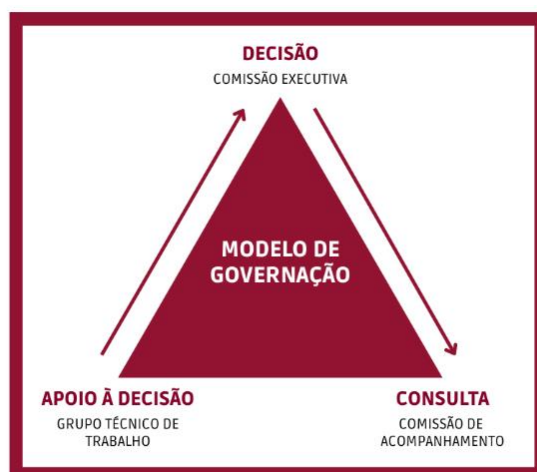 DECISÃO
COMISSÃO EXECUTIVA
MODELO DE
GOVERNAÇÃO
APOIO À DECISÃO
GRUPO TÉCNICO DE
TRABALHO
CONSULTA
COMISSÃO DE
ACOMPANHAMENTO